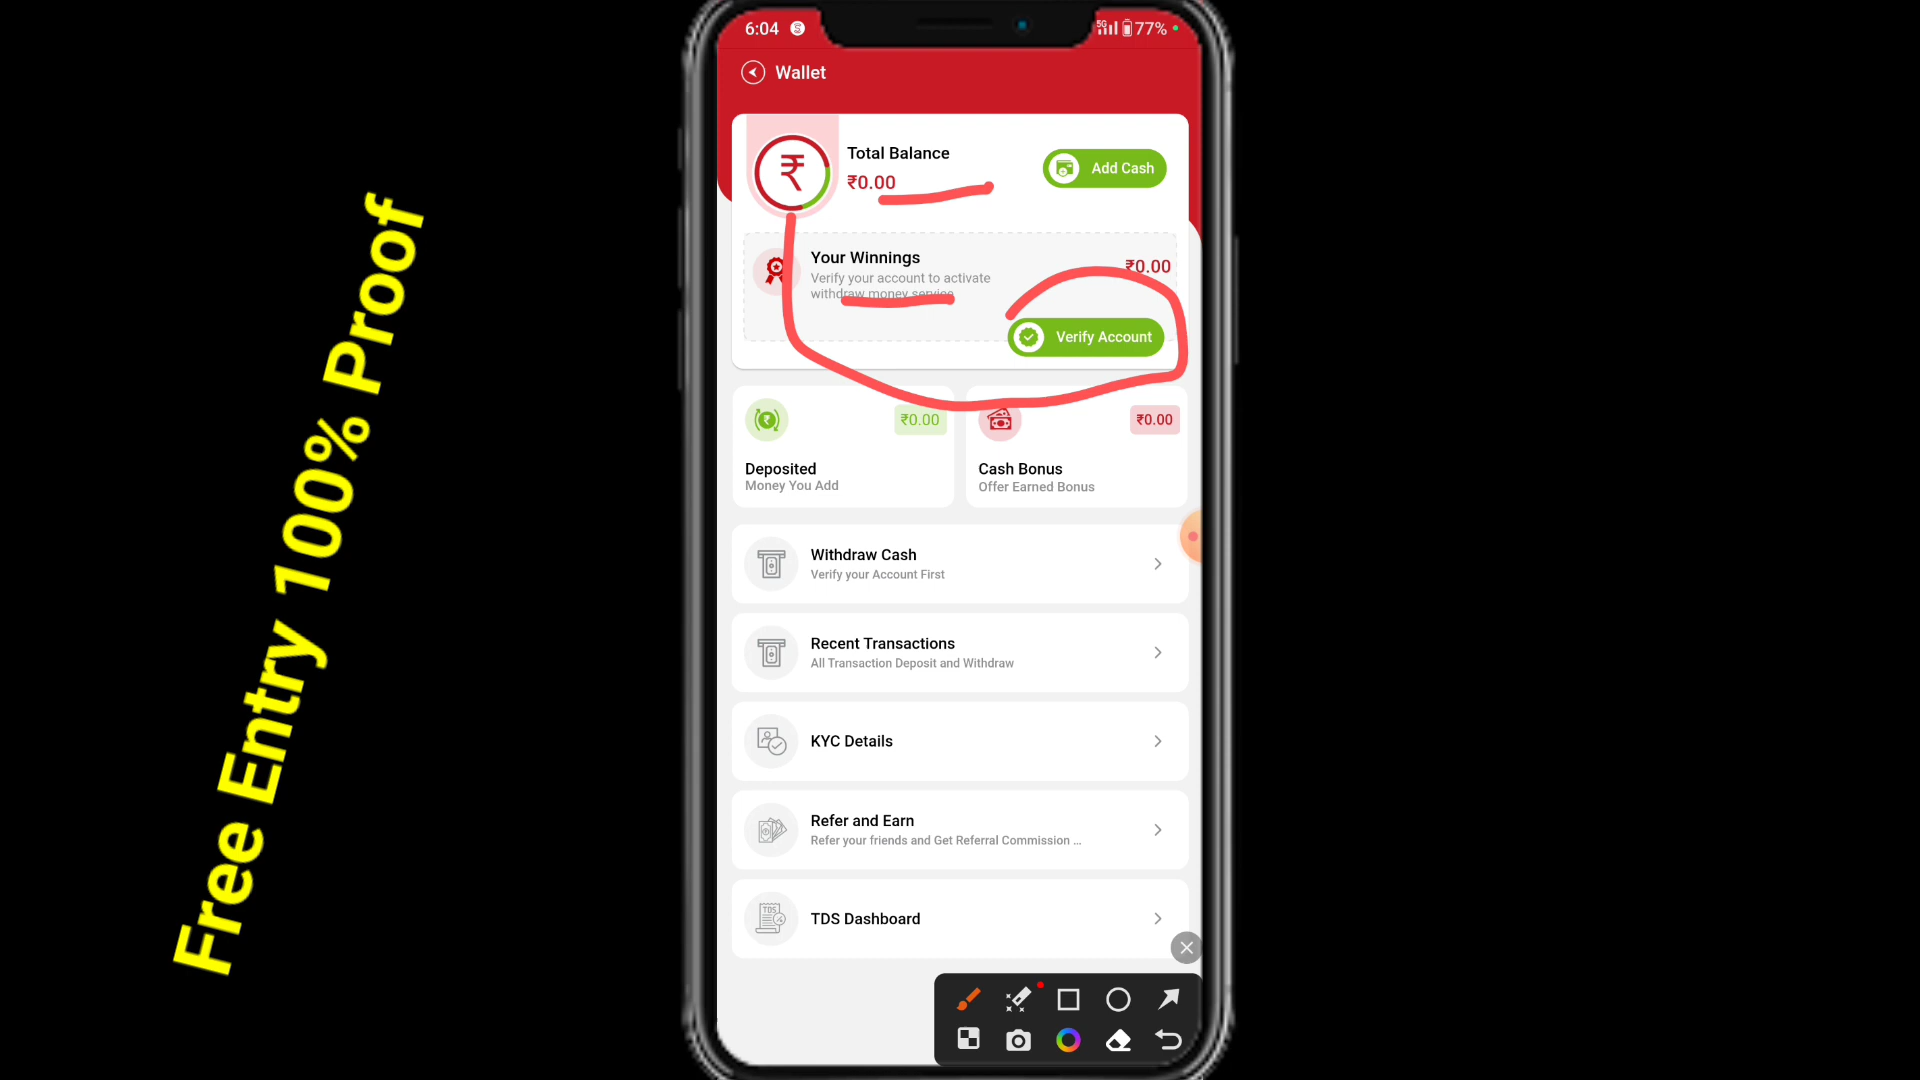 Free Entry 100% Proof
6:04
5G
77%
Wallet
Total Balance
₹0.00
Add Cash
Your Winnings
Verify your account to activate
withdraw money service
₹0.00
Verify Account
₹0.00
Deposited
Money You Add
₹0.00
Cash Bonus
Offer Earned Bonus
Withdraw Cash
Verify your Account First
Recent Transactions
All Transaction Deposit and Withdraw
KYC Details
Refer and Earn
Refer your friends and Get Referral Commission ...
TDS
TDS Dashboard